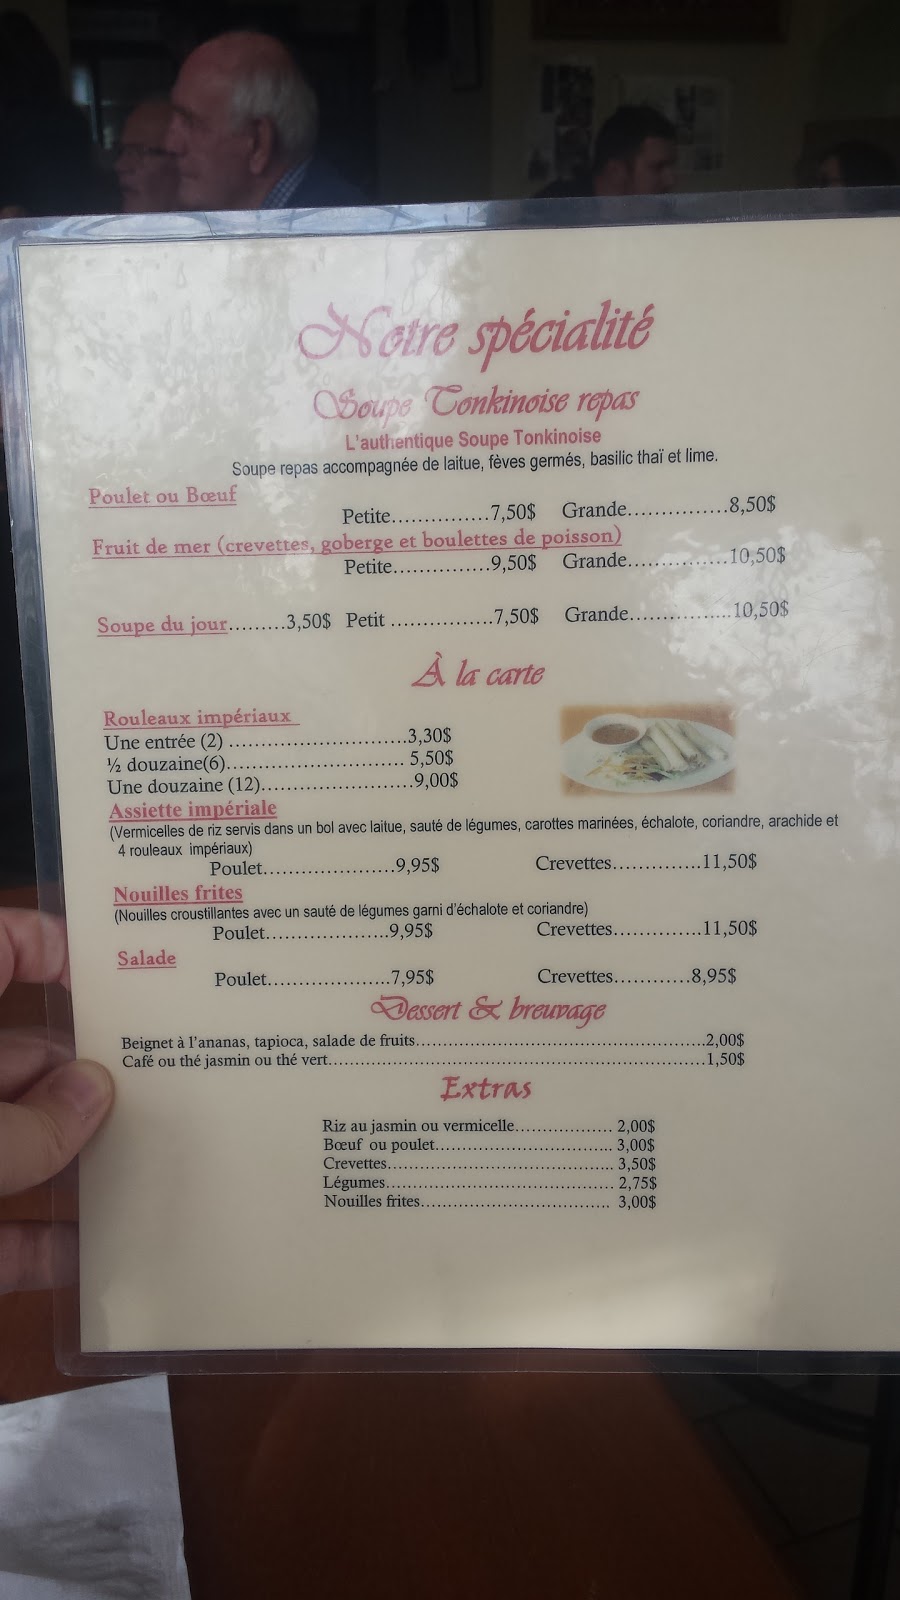 Notre spécialité
Soupe Tonkinoise repas
L'authentique Soupe Tonkinoise
Soupe repas accompagnée de laitue, fèves germés, basilic thaï et lime.
Poulet ou Bœuf
Petite...............7,50$ Grande...............8,50$
Fruit de mer (crevettes, goberge et boulettes de poisson)
Petite...............9,50$ Grande...............10,50$
Soupe du jour.........3,50$ Petit ................7,50$ Grande................10,50$
À la carte
Rouleaux impériaux
Une entrée (2) ...........................3,30$
½ douzaine(6)........................... 5,50$
Une douzaine (12).......................9,00$
Assiette impériale
(Vermicelles de riz servis dans un bol avec laitue, sauté de légumes, carottes marinées, échalote, coriandre, arachide et
4 rouleaux impériaux)
Poulet....................9,95$ Crevettes..............11,50$
Nouilles frites
(Nouilles croustillantes avec un sauté de légumes garni d'échalote et coriandre)
Poulet...................9,95$ Crevettes..............11,50$
Salade
Poulet...................7,95$ Crevettes............8,95$
Dessert & breuvage
Beignet à l'ananas, tapioca, salade de fruits.....................................................2,00$
Café ou thé jasmin ou thé vert.....................................................................1,50$
Extras
Riz au jasmin ou vermicelle.................. 2,00$
Bœuf ou poulet................................. 3,00$
Crevettes.......................................... 3,50$
Légumes.......................................... 2,75$
Nouilles frites................................... 3,00$